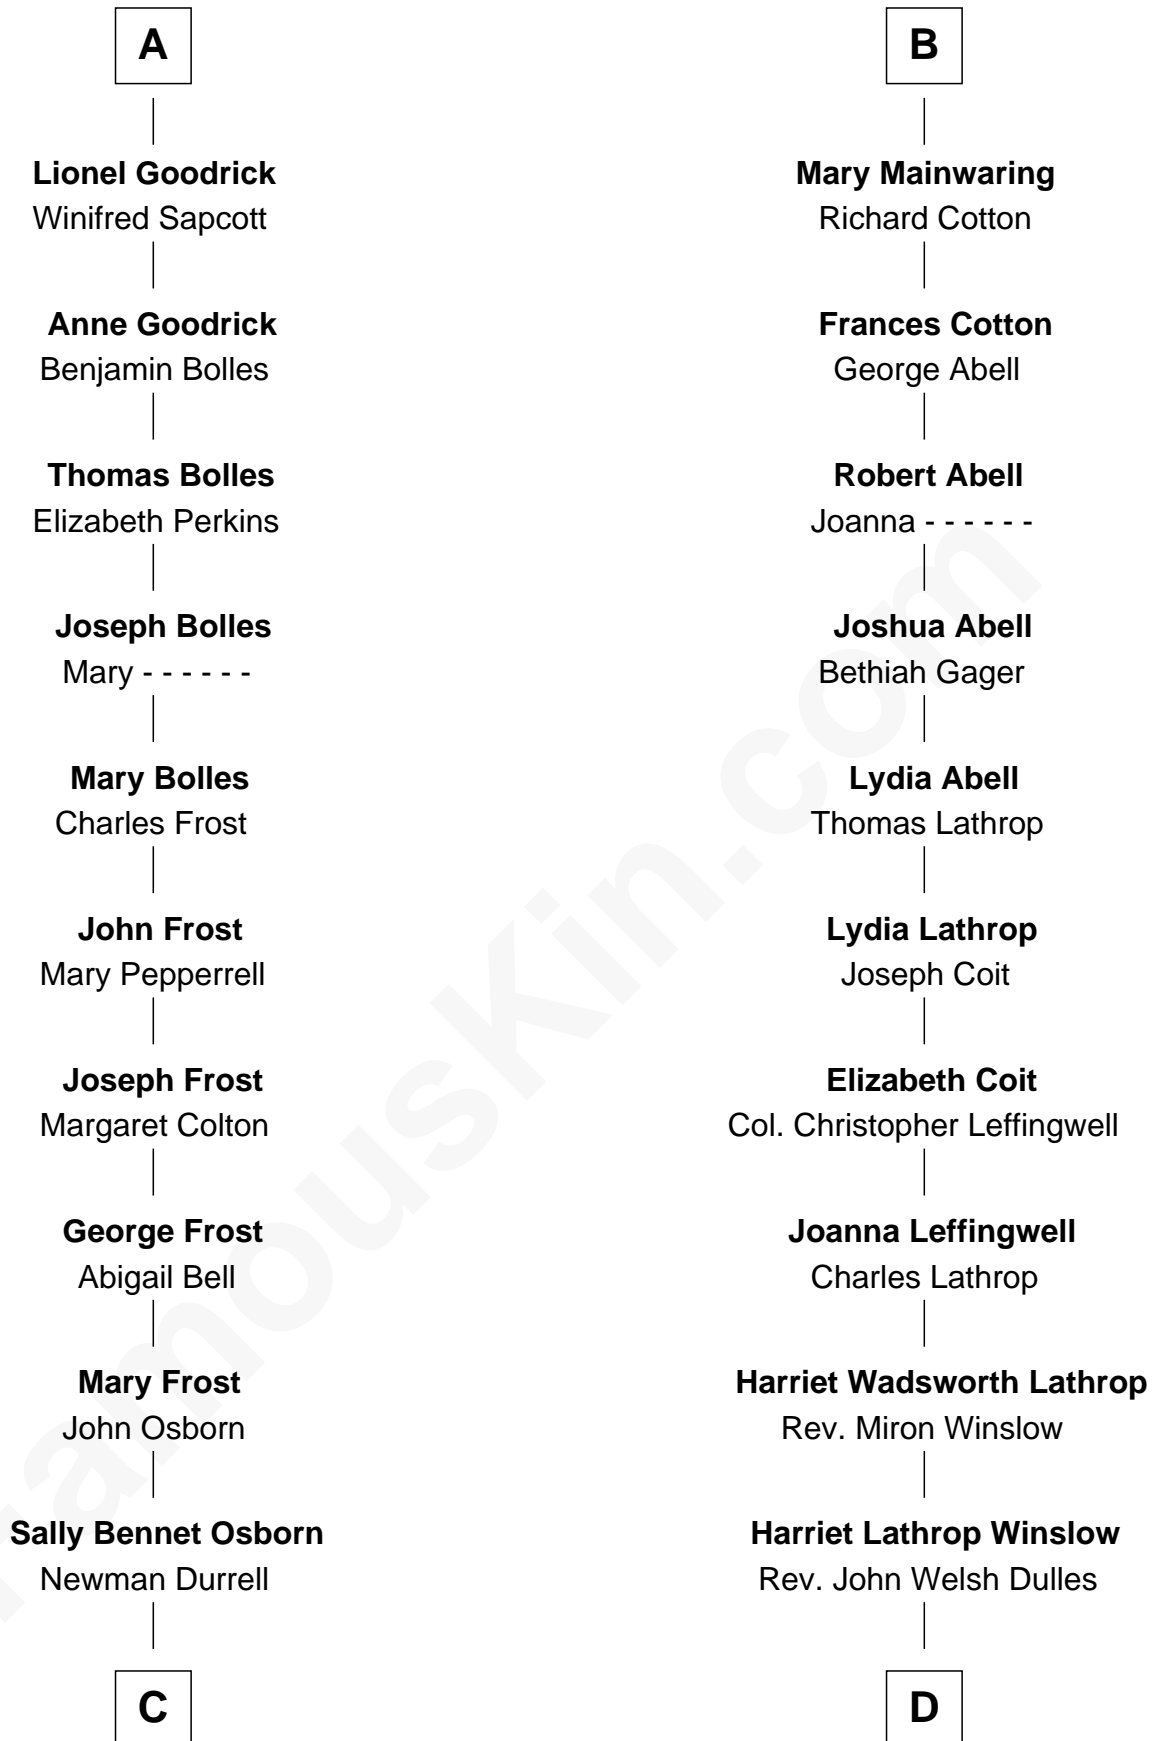 A
Lionel Goodrick
Winifred Sapcott
Anne Goodrick
Benjamin Bolles
Thomas Bolles
Elizabeth Perkins
Joseph Bolles
Mary - - - - - -
Mary Bolles
Charles Frost
John Frost
Mary Pepperrell
Joseph Frost
Margaret Colton
George Frost
Abigail Bell
Mary Frost
John Osborn
Sally Bennet Osborn
Newman Durrell
C
B
Mary Mainwaring
Richard Cotton
Frances Cotton
George Abell
Robert Abell
Joanna - - - - - -
Joshua Abell
Bethiah Gager
Lydia Abell
Thomas Lathrop
Lydia Lathrop
Joseph Coit
Elizabeth Coit
Col. Christopher Leffingwell
Joanna Leffingwell
Charles Lathrop
Harriet Wadsworth Lathrop
Rev. Miron Winslow
Harriet Lathrop Winslow
Rev. John Welsh Dulles
D
FamousKin.com